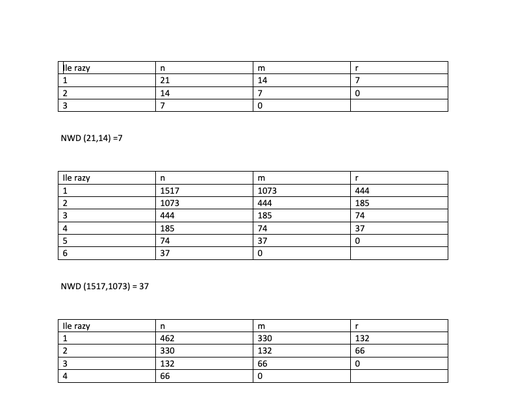 Ile razy n m r
1 21 14 7
2 14 7 0
3 7 0
NWD (21,14) =7
Ile razy n m r
1 1517 1073 444
2 1073 444 185
3 444 185 74
4 185 74 37
5 74 37 0
6 37 0
NWD (1517,1073) = 37
Ile razy n m r
1 462 330 132
2 330 132 66
3 132 66 0
4 66 0